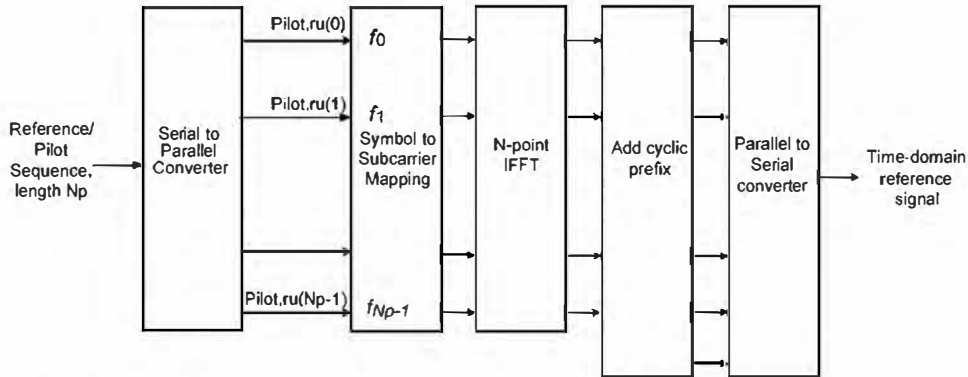 Pilot,ru(0)
f0
Pilot,ru(1)
f1
Reference/
Pilot
Sequence,
length Np
Serial to
Parallel
Converter
Symbol to
Subcarrier
Mapping
N-point
IFFT
Add cyclic
prefix
Parallel to
Serial
converter
Time-domain
reference
signal
Pilot,ru(Np-1)
fNp-1